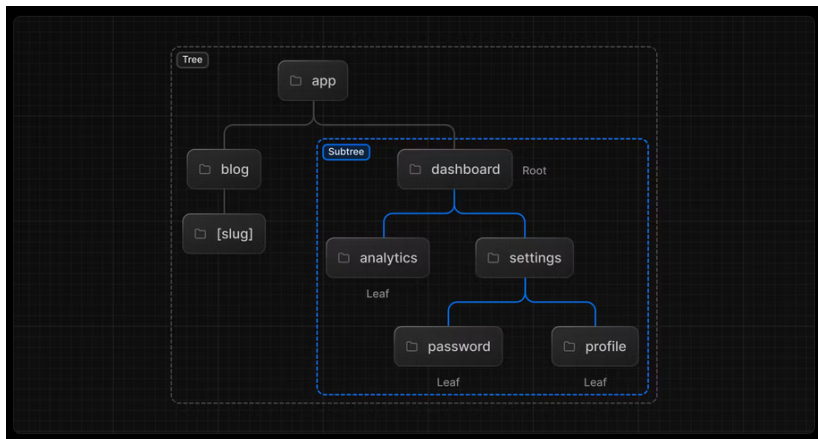 Tree
app
Subtree
blog
dashboard
Root
[slug]
analytics
settings
Leaf
password
profile
Leaf
Leaf